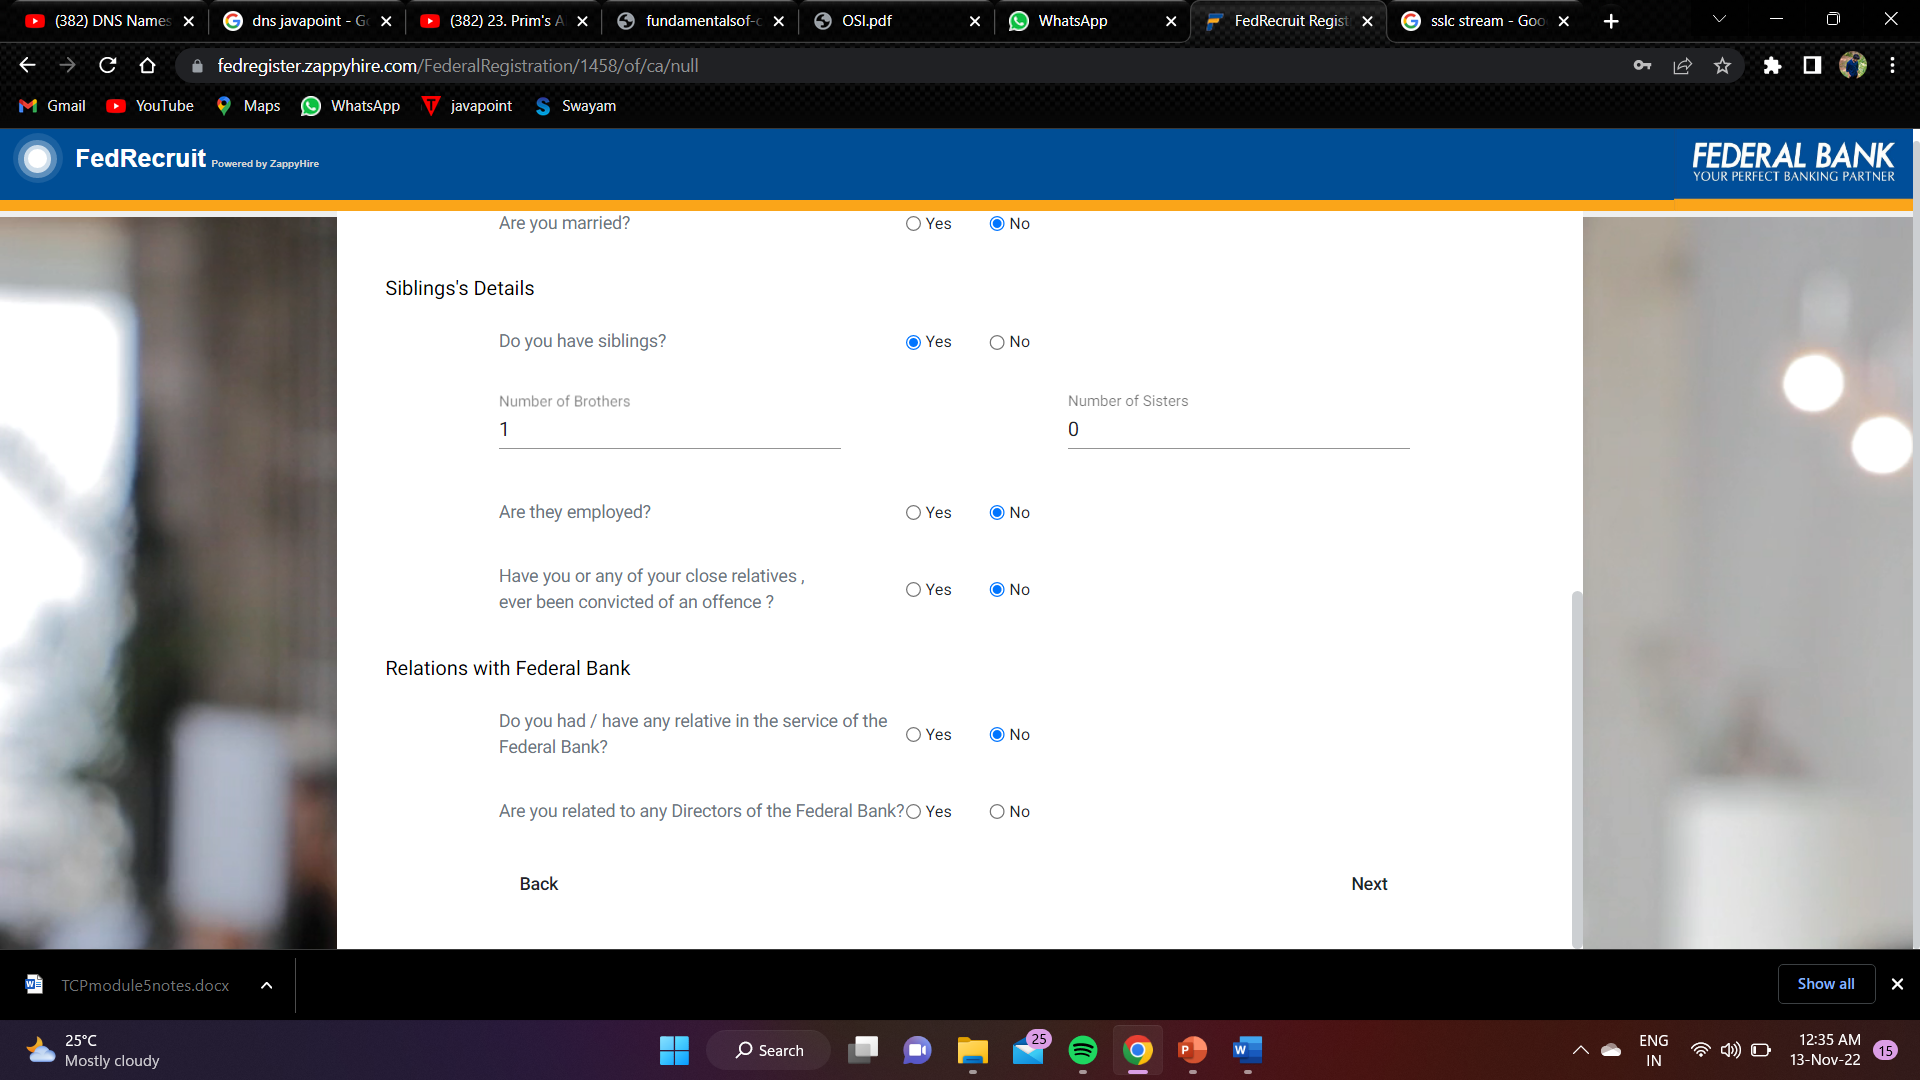 (382) DNS Names
dns javapoint - Go
(382) 23. Prim's A
fundamentalsof-c
OSI.pdf
WhatsApp
FedRecruit Regist
sslc stream - Goo
fedregister.zappyhire.com/FederalRegistration/1458/of/ca/null
Gmail
YouTube
Maps
WhatsApp
javapoint
Swayam
FedRecruit Powered by ZappyHire
FEDERAL BANK
YOUR PERFECT BANKING PARTNER
Are you married? Yes No
Siblings's Details
Do you have siblings? Yes No
Number of Brothers
Number of Sisters
1
0
Are they employed? Yes No
Have you or any of your close relatives ,
ever been convicted of an offence ?
Yes No
Relations with Federal Bank
Do you had / have any relative in the service of the
Federal Bank?
Yes No
Are you related to any Directors of the Federal Bank? Yes No
Back
Next
TCPmodule5notes.docx
Show all
25°C
Mostly cloudy
Search
25
ENG
IN
12:35 AM
13-Nov-22
15